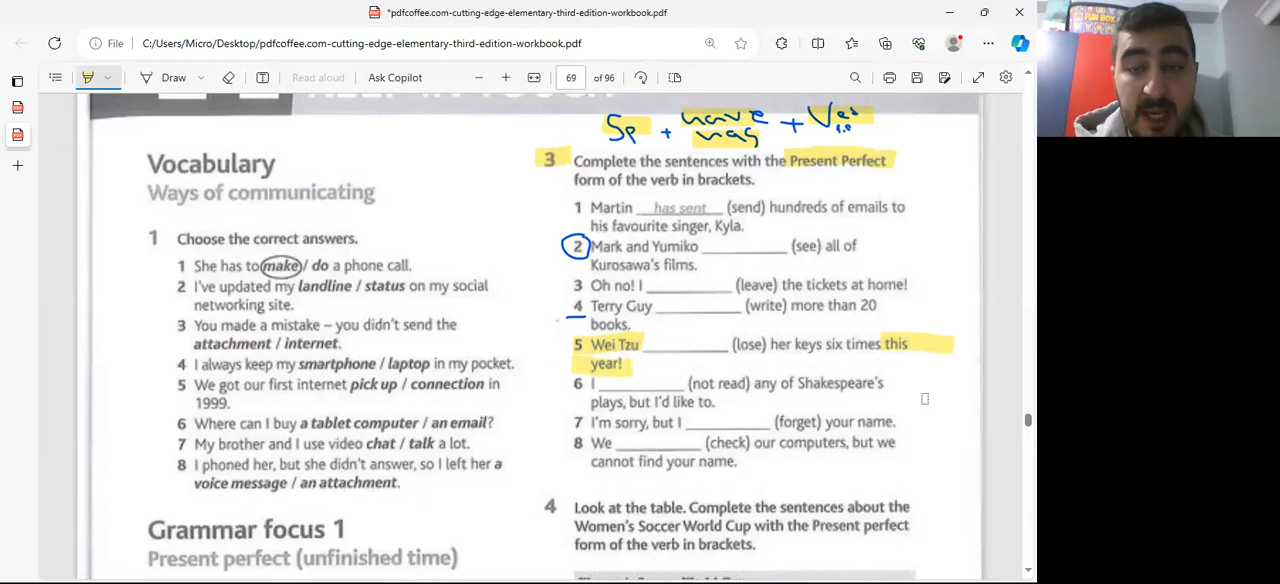 *pdfcoffee.com-cutting-edge-elementary-third-edition-workbook.pdf
File C:/Users/Micro/Desktop/pdfcoffee.com-cutting-edge-elementary-third-edition-workbook.pdf
Draw Read aloud Ask Copilot 69 of 96
KEEP IN TOUCH
have
+ has +
Vocabulary
Ways of communicating
1 Choose the correct answers.
1 She has to make / do a phone call.
2 I've updated my landline / status on my social
networking site.
3 You made a mistake – you didn't send the
attachment / internet.
4 I always keep my smartphone / laptop in my pocket.
5 We got our first internet pick up / connection in
1999.
6 Where can I buy a tablet computer / an email?
7 My brother and I use video chat / talk a lot.
8 I phoned her, but she didn't answer, so I left her a
voice message / an attachment.
Grammar focus 1
Present perfect (unfinished time)
3 Complete the sentences with the Present Perfect
form of the verb in brackets.
1 Martin has sent (send) hundreds of emails to
his favourite singer, Kyla.
2 Mark and Yumiko ____________ (see) all of
Kurosawa's films.
3 Oh no! I ____________ (leave) the tickets at home!
4 Terry Guy ____________ (write) more than 20
books.
5 Wei Tzu ____________ (lose) her keys six times this
year!
6 I ____________ (not read) any of Shakespeare's
plays, but I'd like to.
7 I'm sorry, but I ____________ (forget) your name.
8 We ____________ (check) our computers, but we
cannot find your name.
4 Look at the table. Complete the sentences about the
Women's Soccer World Cup with the Present perfect
form of the verb in brackets.
FUN BOX